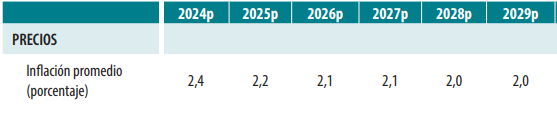 2024p 2025p 2026p 2027p 2028p 2029p
PRECIOS
Inflación promedio
(porcentaje) 2,4 2,2 2,1 2,1 2,0 2,0